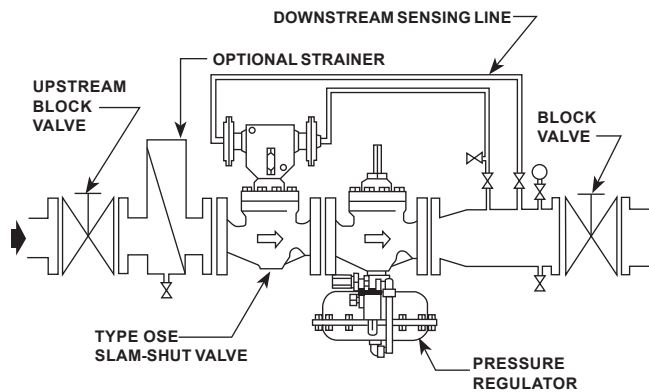 DOWNSTREAM SENSING LINE
OPTIONAL STRAINER
UPSTREAM
BLOCK
VALVE
BLOCK
VALVE
TYPE OSE
SLAM-SHUT VALVE
PRESSURE
REGULATOR